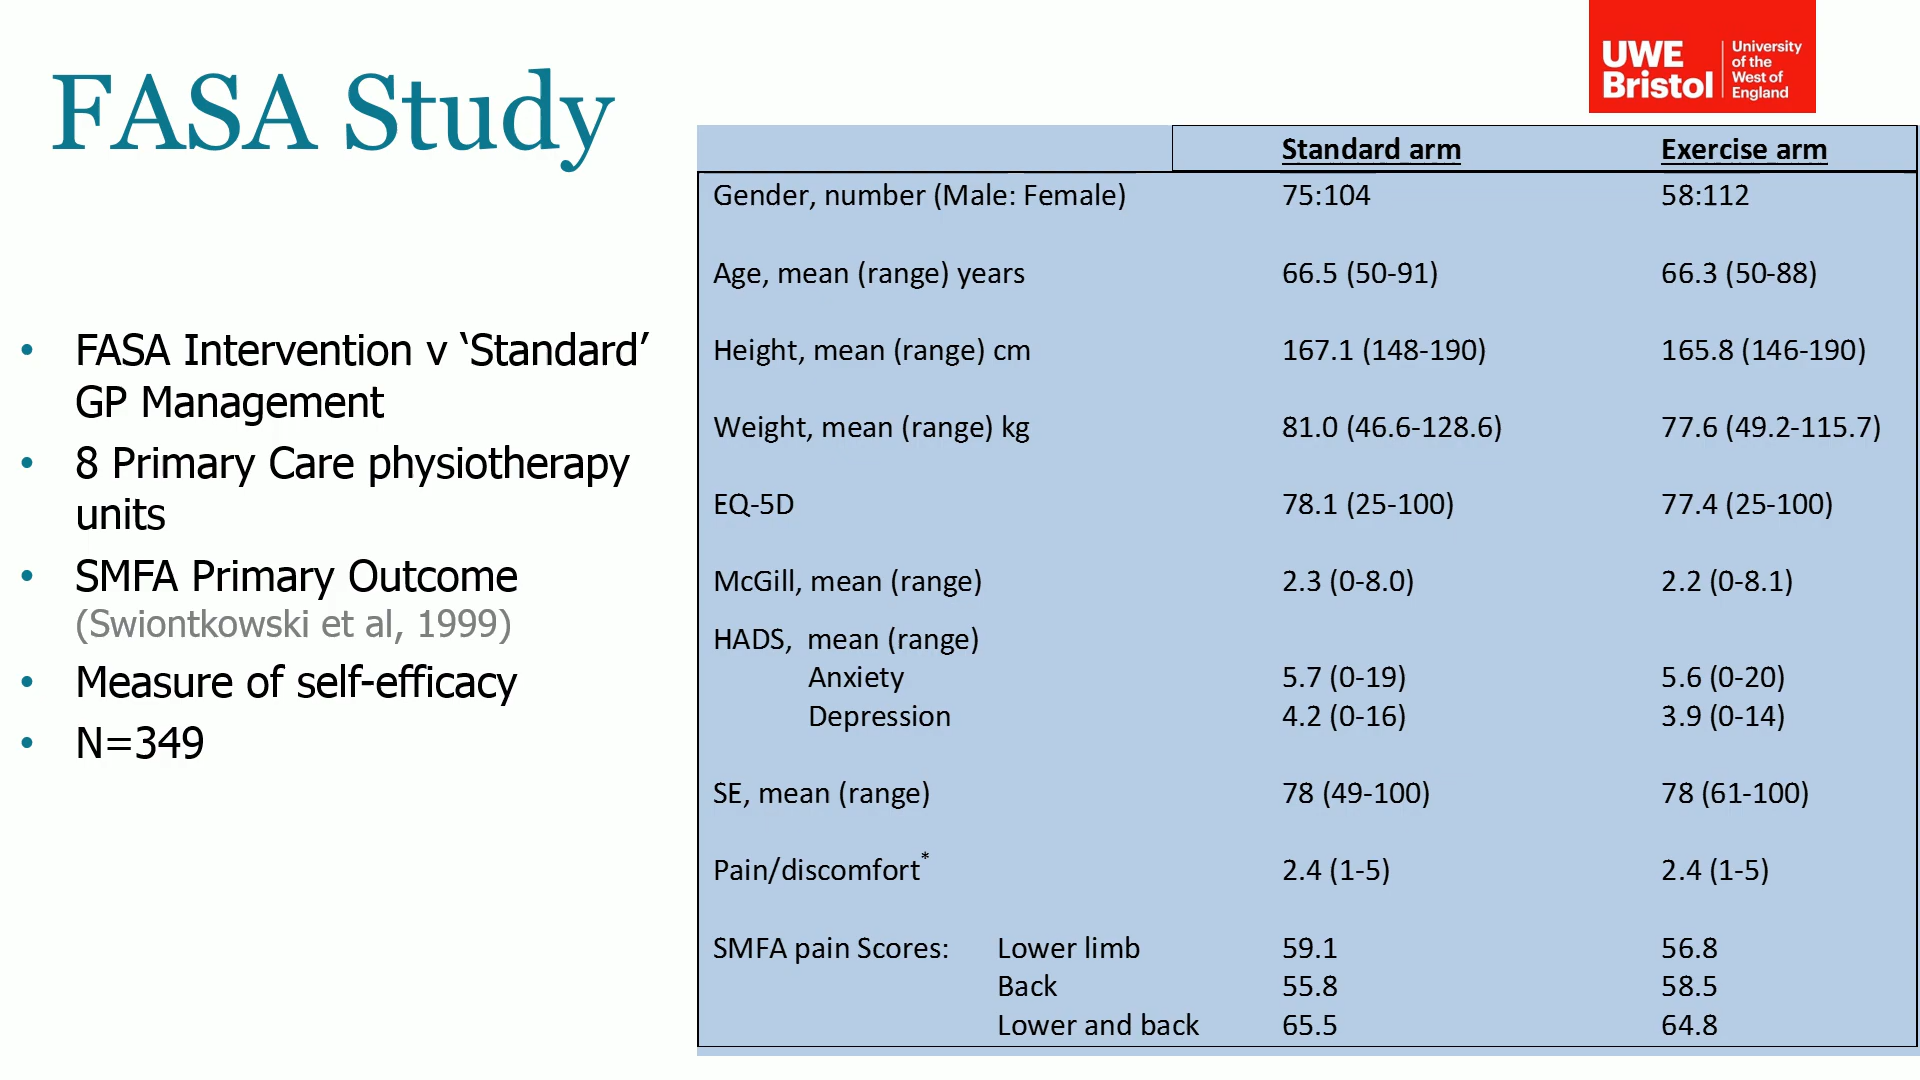 FASA Study
UWE Bristol
University of the West of England
• FASA Intervention v ‘Standard’
GP Management
• 8 Primary Care physiotherapy
units
• SMFA Primary Outcome
(Swiontkowski et al, 1999)
• Measure of self-efficacy
• N=349
Standard arm Exercise arm
Gender, number (Male: Female) 75:104 58:112
Age, mean (range) years 66.5 (50-91) 66.3 (50-88)
Height, mean (range) cm 167.1 (148-190) 165.8 (146-190)
Weight, mean (range) kg 81.0 (46.6-128.6) 77.6 (49.2-115.7)
EQ-5D 78.1 (25-100) 77.4 (25-100)
McGill, mean (range) 2.3 (0-8.0) 2.2 (0-8.1)
HADS, mean (range)
Anxiety 5.7 (0-19) 5.6 (0-20)
Depression 4.2 (0-16) 3.9 (0-14)
SE, mean (range) 78 (49-100) 78 (61-100)
Pain/discomfort* 2.4 (1-5) 2.4 (1-5)
SMFA pain Scores: Lower limb 59.1 56.8
Back 55.8 58.5
Lower and back 65.5 64.8